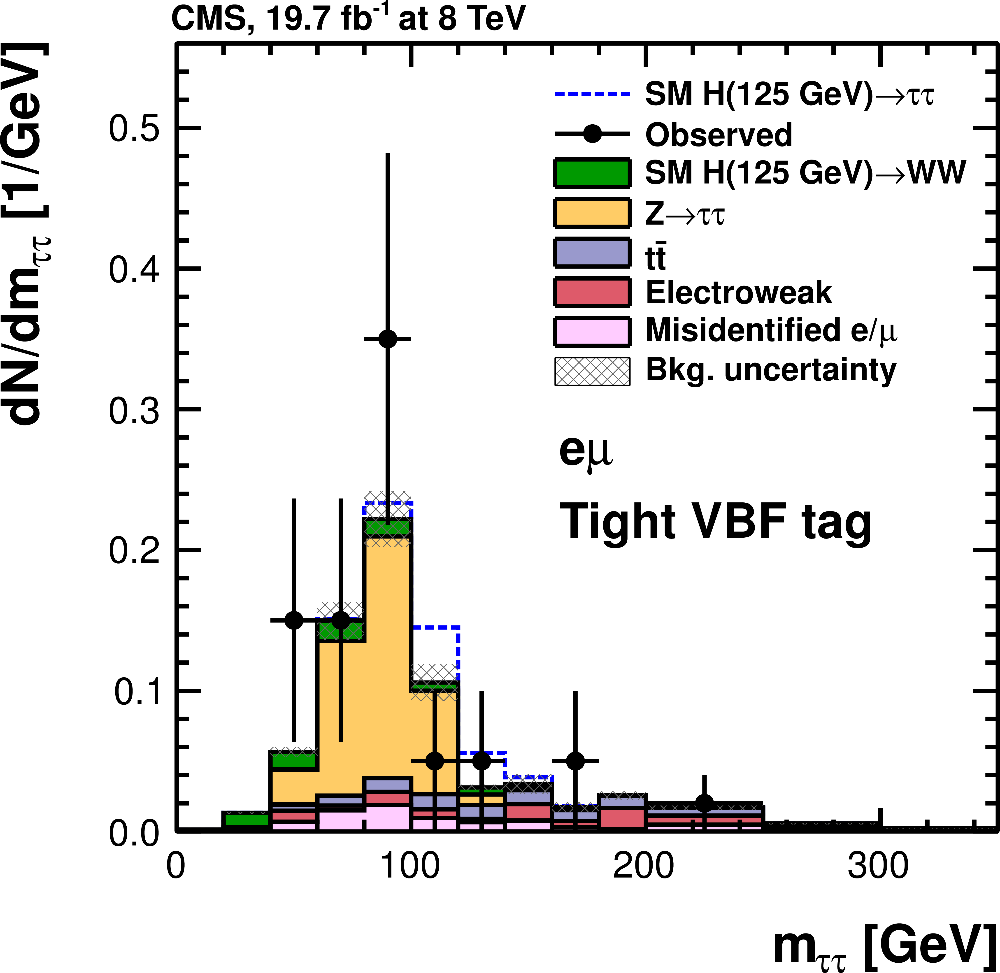 CMS, 19.7 fb⁻¹ at 8 TeV
dN/dmττ [1/GeV]
SM H(125 GeV)→ττ
Observed
SM H(125 GeV)→WW
Z→ττ
tt̄
Electroweak
Misidentified e/μ
Bkg. uncertainty
eμ
Tight VBF tag
0.5
0.4
0.3
0.2
0.1
0.0
0 100 200 300
mττ [GeV]